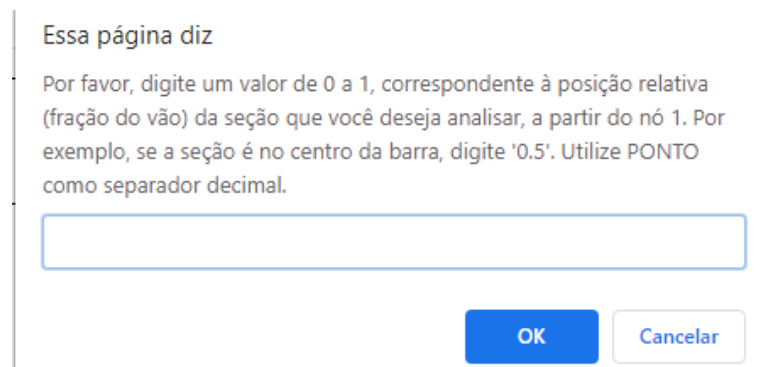 Essa página diz
Por favor, digite um valor de 0 a 1, correspondente à posição relativa
(fração do vão) da seção que você deseja analisar, a partir do nó 1. Por
exemplo, se a seção é no centro da barra, digite '0.5'. Utilize PONTO
como separador decimal.
OK
Cancelar